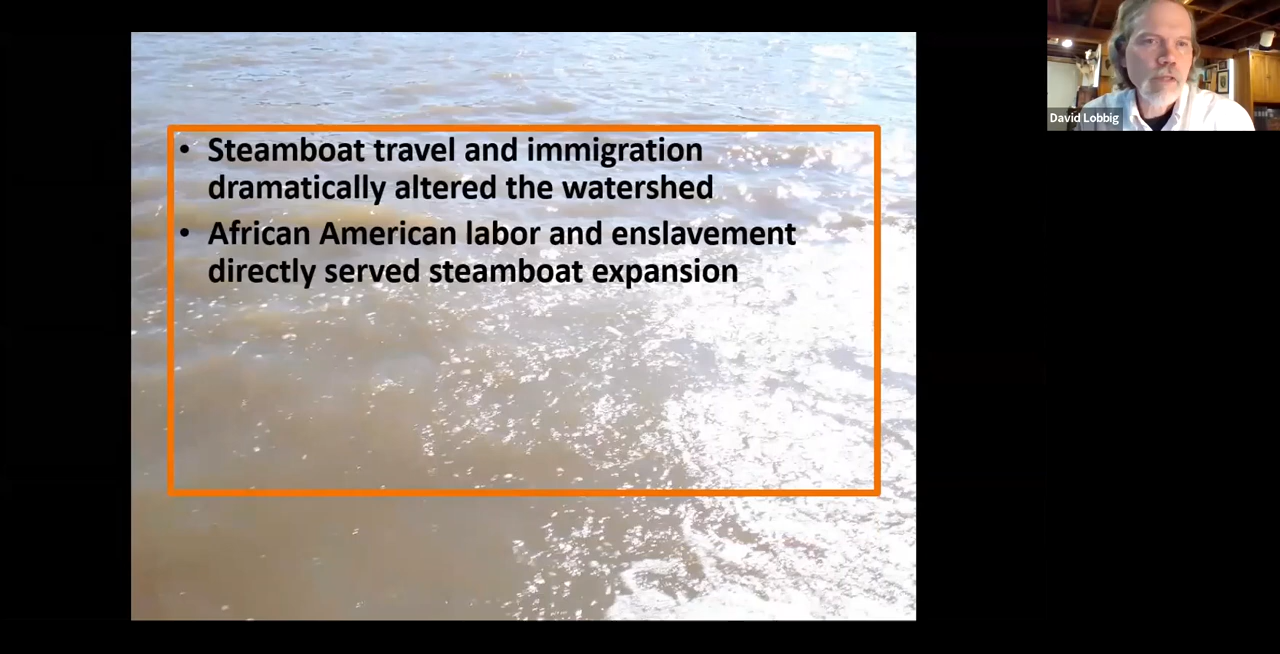 • Steamboat travel and immigration
dramatically altered the watershed
• African American labor and enslavement
directly served steamboat expansion
David Lobbig